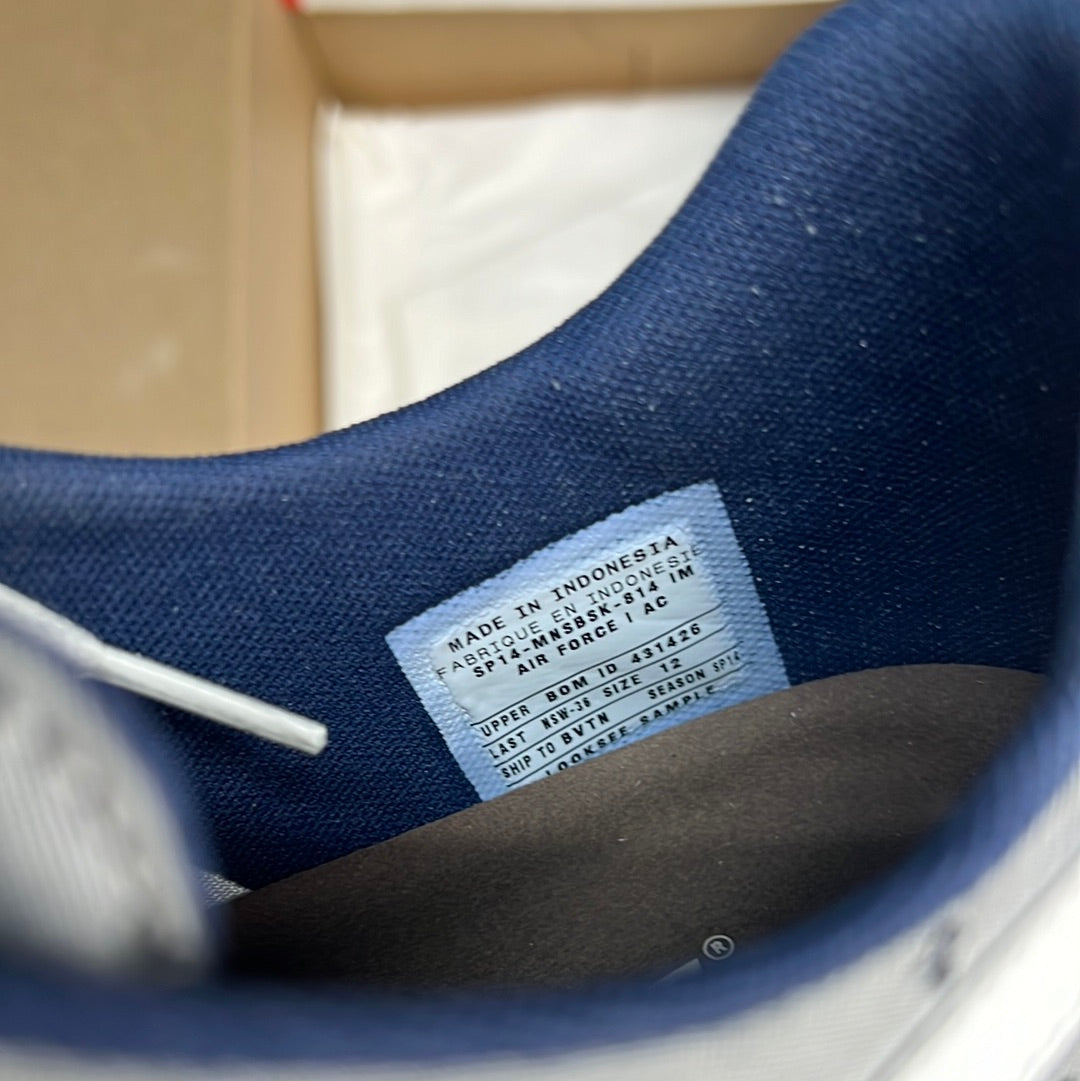 MADE IN INDONESIA
FABRIQUE EN INDONESIE
SP14-MNSBSK-814 IM
AIR FORCE I AC
UPPER BOM ID 431426
LAST NSW-36 SIZE 12
SHIP TO BVTN SEASON SP14
LOOKSEE SAMPLE
®